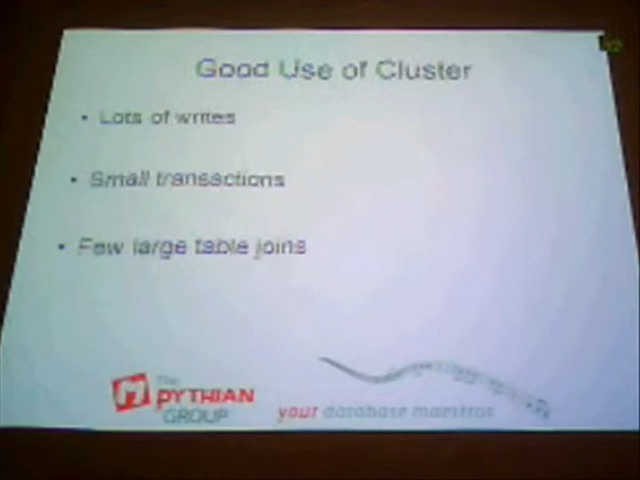 Good Use of Cluster
• Lots of writes
• Small transactions
• Few large table joins
The
PYTHIAN
GROUP
your database maestros